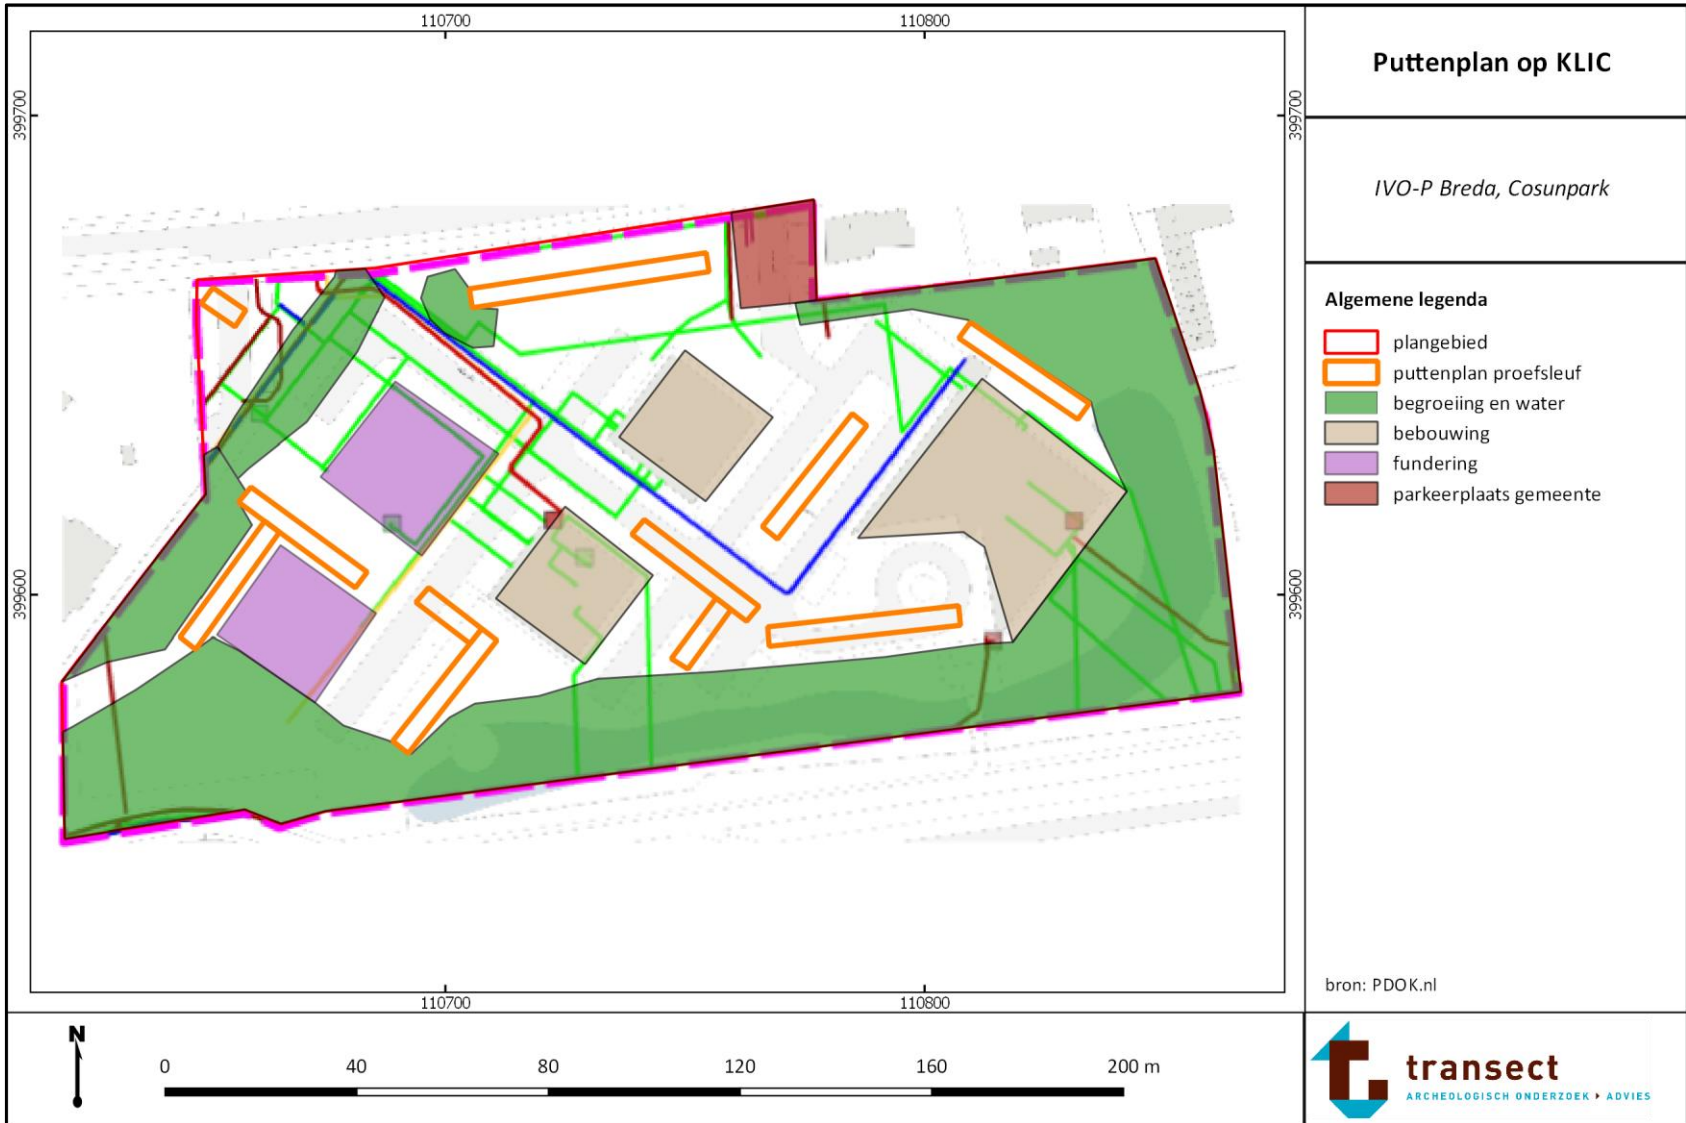 110700
110800
399700
399700
399600
399600
110700
110800
Puttenplan op KLIC
IVO-P Breda, Cosunpark
Algemene legenda
plangebied
puttenplan proefsleuf
begroeiing en water
bebouwing
fundering
parkeerplaats gemeente
bron: PDOK.nl
N
0 40 80 120 160 200 m
transect
ARCHEOLOGISCH ONDERZOEK ▸ ADVIES